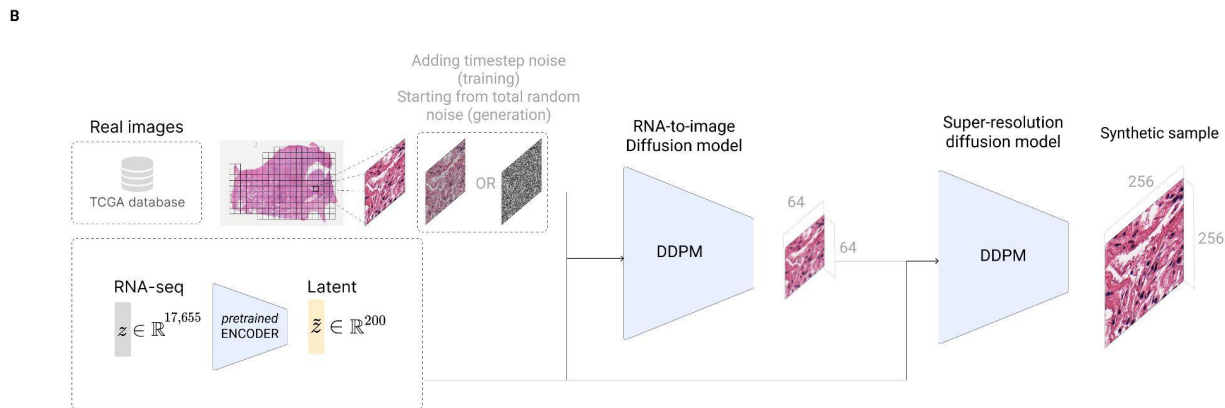 B
Adding timestep noise
(training)
Starting from total random
noise (generation)
Real images
TCGA database
OR
RNA-to-image
Diffusion model
DDPM
64
64
Super-resolution
diffusion model
DDPM
Synthetic sample
256
256
RNA-seq
z ∈ ℝ^17,655
pretrained
ENCODER
Latent
z̃ ∈ ℝ^200